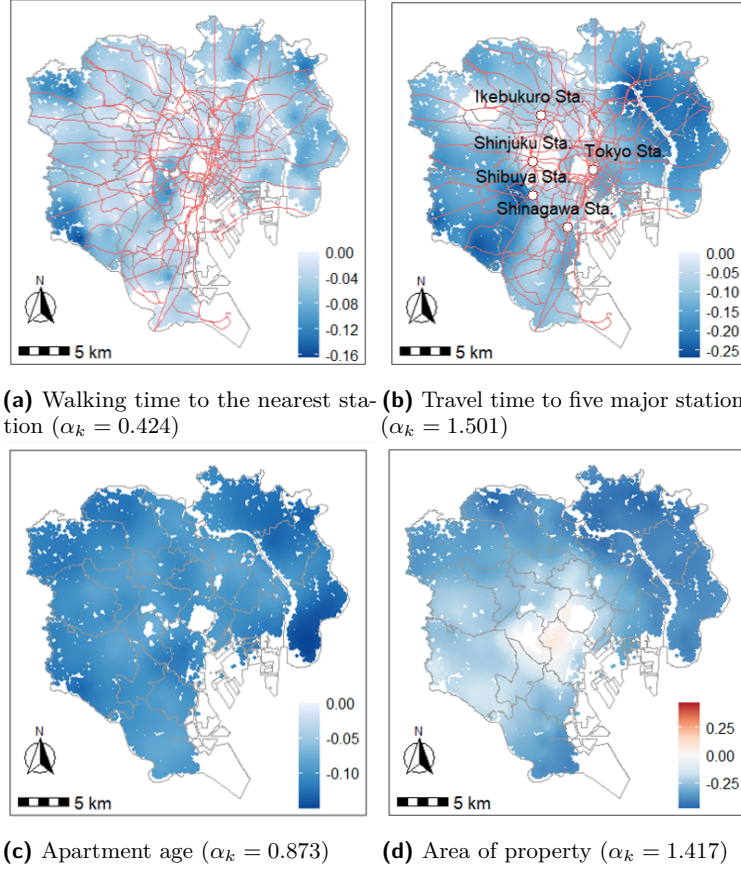 0.00
-0.04
-0.08
-0.12
-0.16
N
5 km
Ikebukuro Sta.
Shinjuku Sta.
Tokyo Sta.
Shibuya Sta.
Shinagawa Sta.
0.00
-0.05
-0.10
-0.15
-0.20
-0.25
N
5 km
(a) Walking time to the nearest sta-
tion (αk = 0.424)
(b) Travel time to five major station
(αk = 1.501)
0.00
-0.05
-0.10
N
5 km
0.25
0.00
-0.25
N
5 km
(c) Apartment age (αk = 0.873)
(d) Area of property (αk = 1.417)